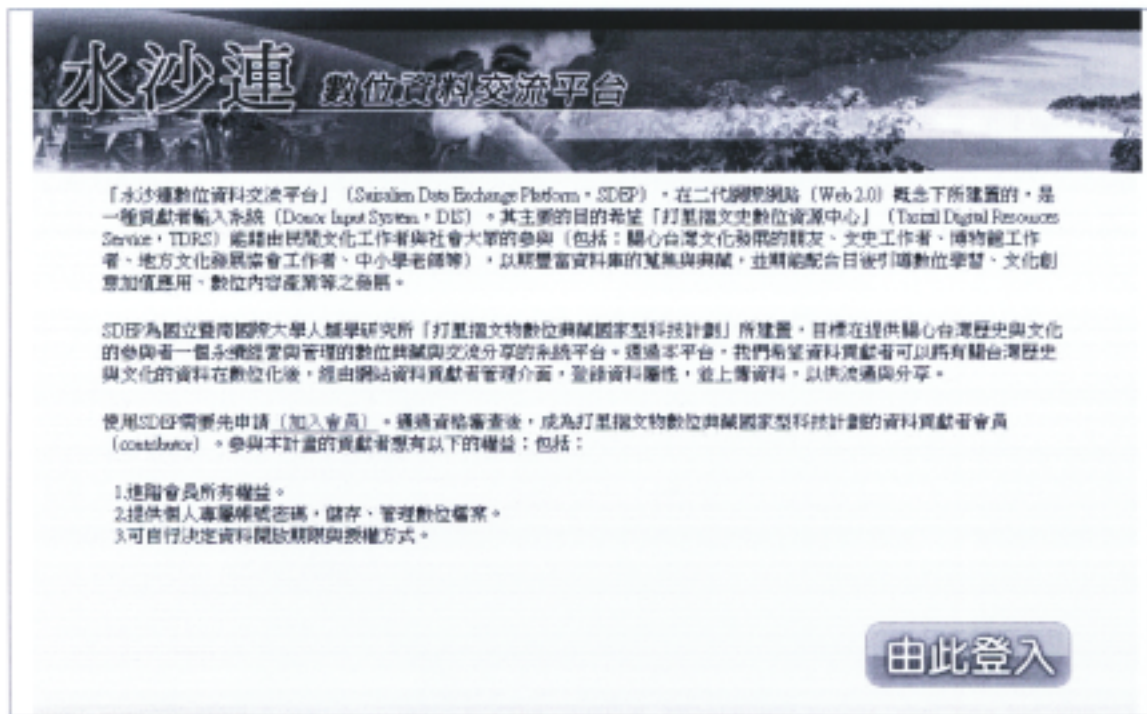 水沙連 數位資料交流平台
「水沙連數位資料交流平台」(Suisalien Data Exchange Platform,SDEP),在二代網際網路(Web 2.0)概念下所建置的,是
一種貢獻者輸入系統(Donor Input System,DIS)。其主要的目的希望「打里摺文史數位資源中心」(Taxiil Digital Resouces
Service,TDRS)能藉由民間文化工作者與社會大眾的參與(包括:關心台灣文化發展的朋友、文史工作者、博物館工作
者、地方文化發展協會工作者、中小學老師等),以期豐富資料庫的蒐集與典藏,並期能配合日後引導數位學習、文化創
意加值應用、數位內容產業等之發展。
SDEP為國立暨南國際大學人類學研究所「打里摺文物數位典藏國家型科技計劃」所建置,目標在提供關心台灣歷史與文化
的參與者一個永續經營與管理的數位典藏與交流分享的系統平台。透過本平台,我們希望資料貢獻者可以將有關台灣歷史
與文化的資料在數位化後,經由網站資料貢獻者管理介面,登錄資料屬性,並上傳資料,以供流通與分享。
使用SDEP需要先申請(加入會員)。通過資格審查後,成為打里摺文物數位典藏國家型科技計劃的資料貢獻者會員
(contributor)。參與本計畫的貢獻者想有以下的權益:包括:
1.進階會員所有權益。
2.提供個人專屬帳號密碼,儲存、管理數位檔案。
3.可自行決定資料開放期限與授權方式。
由此登入